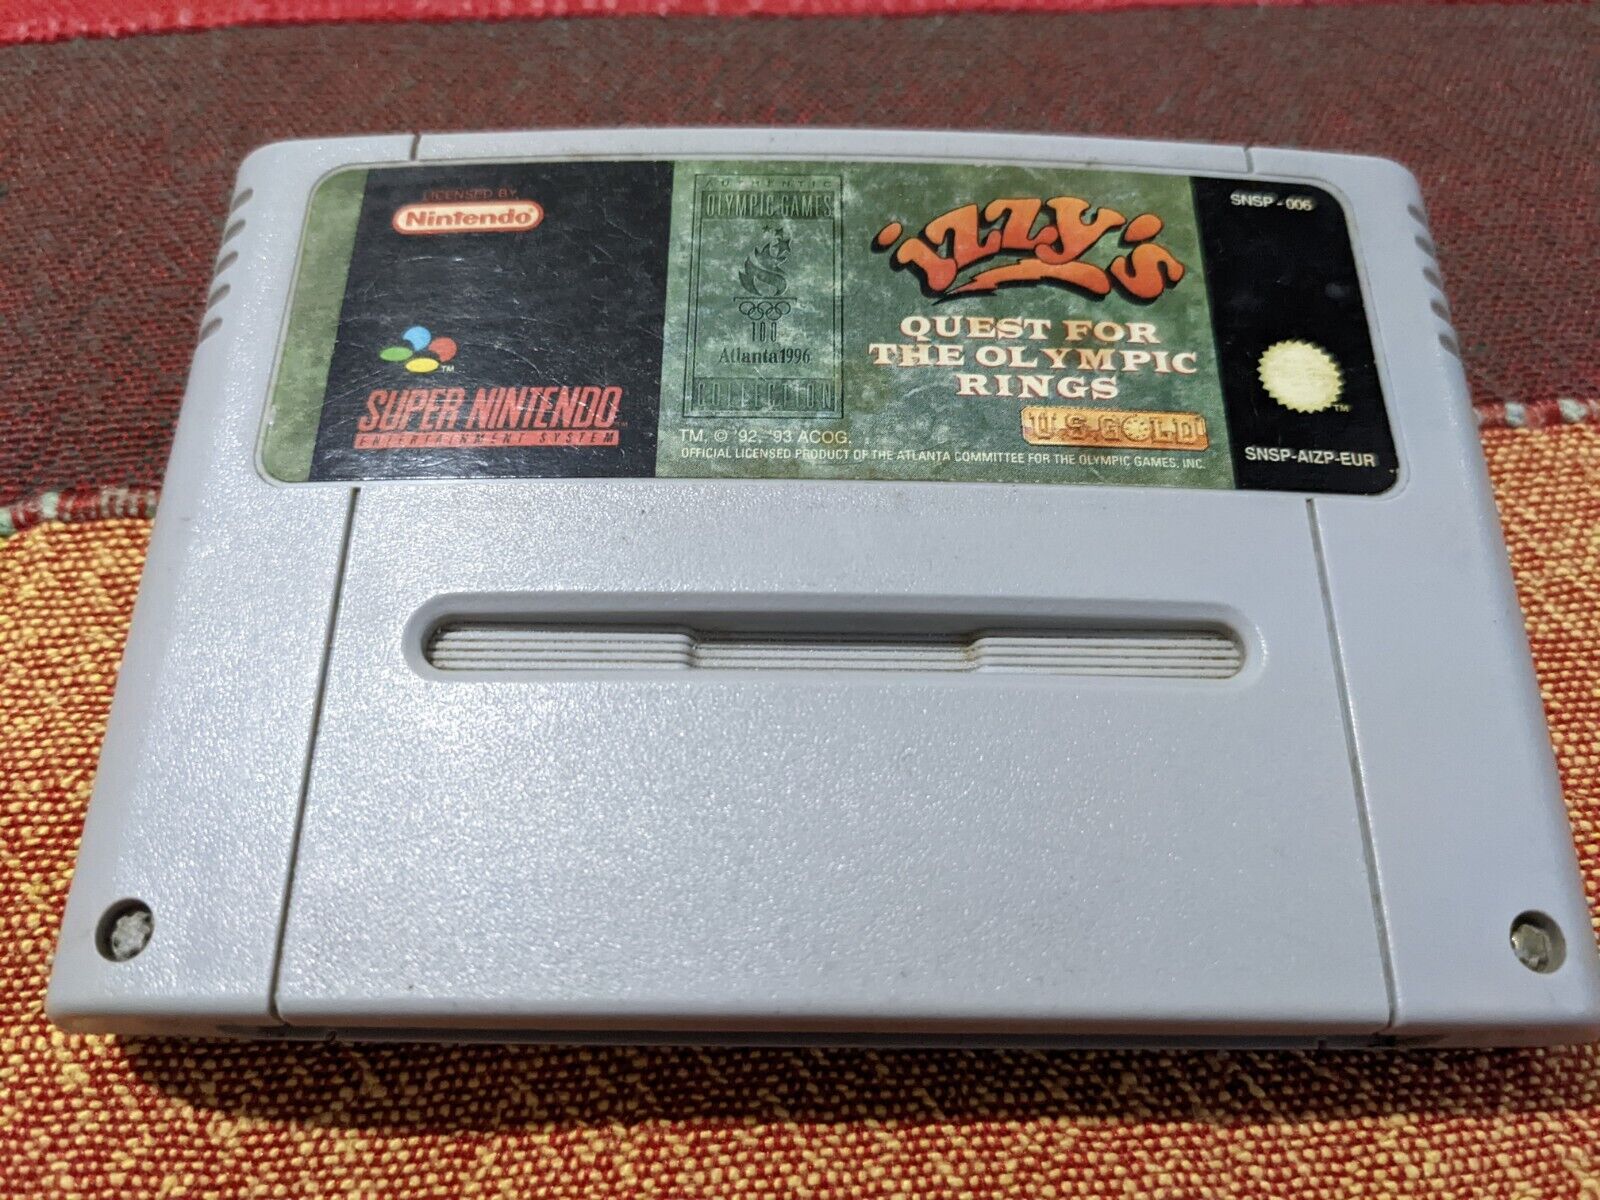 LICENSED BY
Nintendo
TM
SUPER NINTENDO
ENTERTAINMENT SYSTEM
AUTHENTIC
OLYMPIC GAMES
100
Atlanta 1996
COLLECTION
izzy's
QUEST FOR
THE OLYMPIC
RINGS
U.S. GOLD
TM, © '92, '93 ACOG.
OFFICIAL LICENSED PRODUCT OF THE ATLANTA COMMITTEE FOR THE OLYMPIC GAMES, INC.
SNSP - 006
TM
SNSP-AIZP-EUR